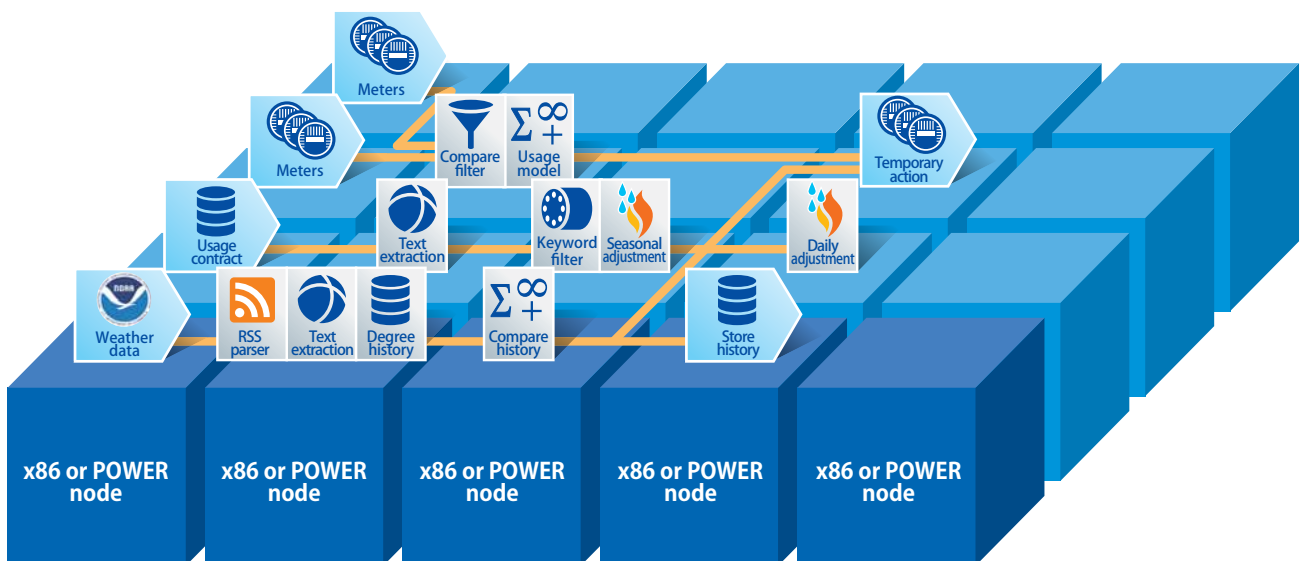 Meters
Meters
Compare
filter
Usage
model
Temporary
action
Usage
contract
Text
extraction
Keyword
filter
Seasonal
adjustment
Daily
adjustment
NOAA
Weather
data
RSS
parser
Text
extraction
Degree
history
Compare
history
Store
history
x86 or POWER
node
x86 or POWER
node
x86 or POWER
node
x86 or POWER
node
x86 or POWER
node